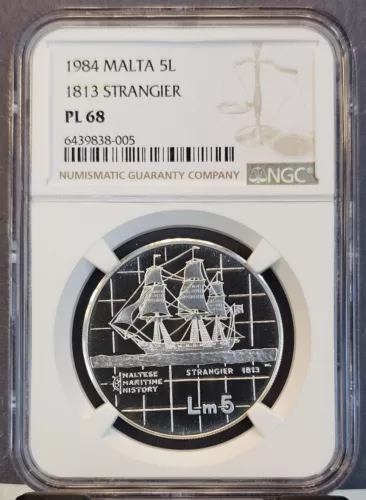 1984 MALTA 5L
1813 STRANGIER
PL 68
6439838-005
NUMISMATIC GUARANTY COMPANY
NGC
MALTESE
MARITIME
HISTORY
STRANGIER 1813
Lm5